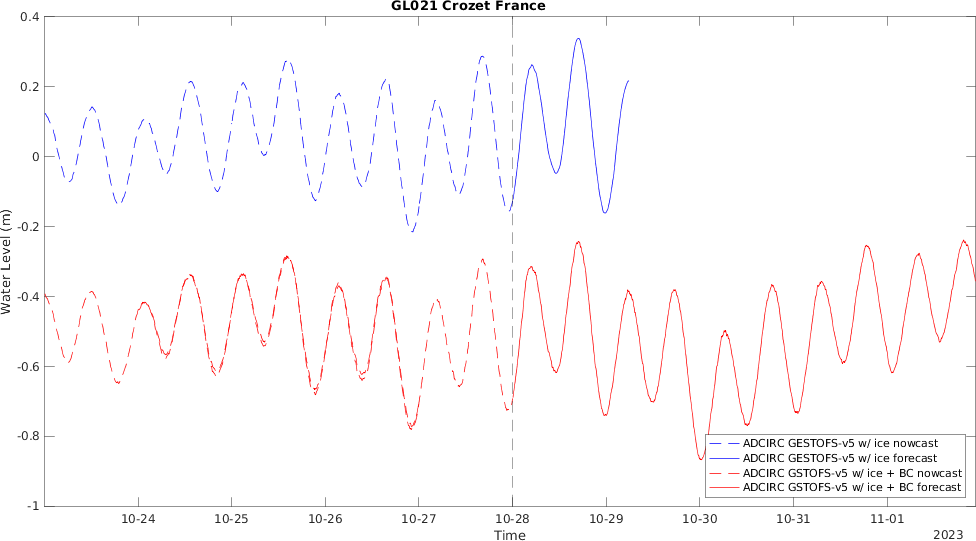 GL021 Crozet France
0.4
0.2
0
-0.2
-0.4
-0.6
-0.8
-1
Water Level (m)
ADCIRC GESTOFS-v5 w/ ice nowcast
ADCIRC GESTOFS-v5 w/ ice forecast
ADCIRC GSTOFS-v5 w/ ice + BC nowcast
ADCIRC GSTOFS-v5 w/ ice + BC forecast
10-24 10-25 10-26 10-27 10-28 10-29 10-30 10-31 11-01
Time
2023